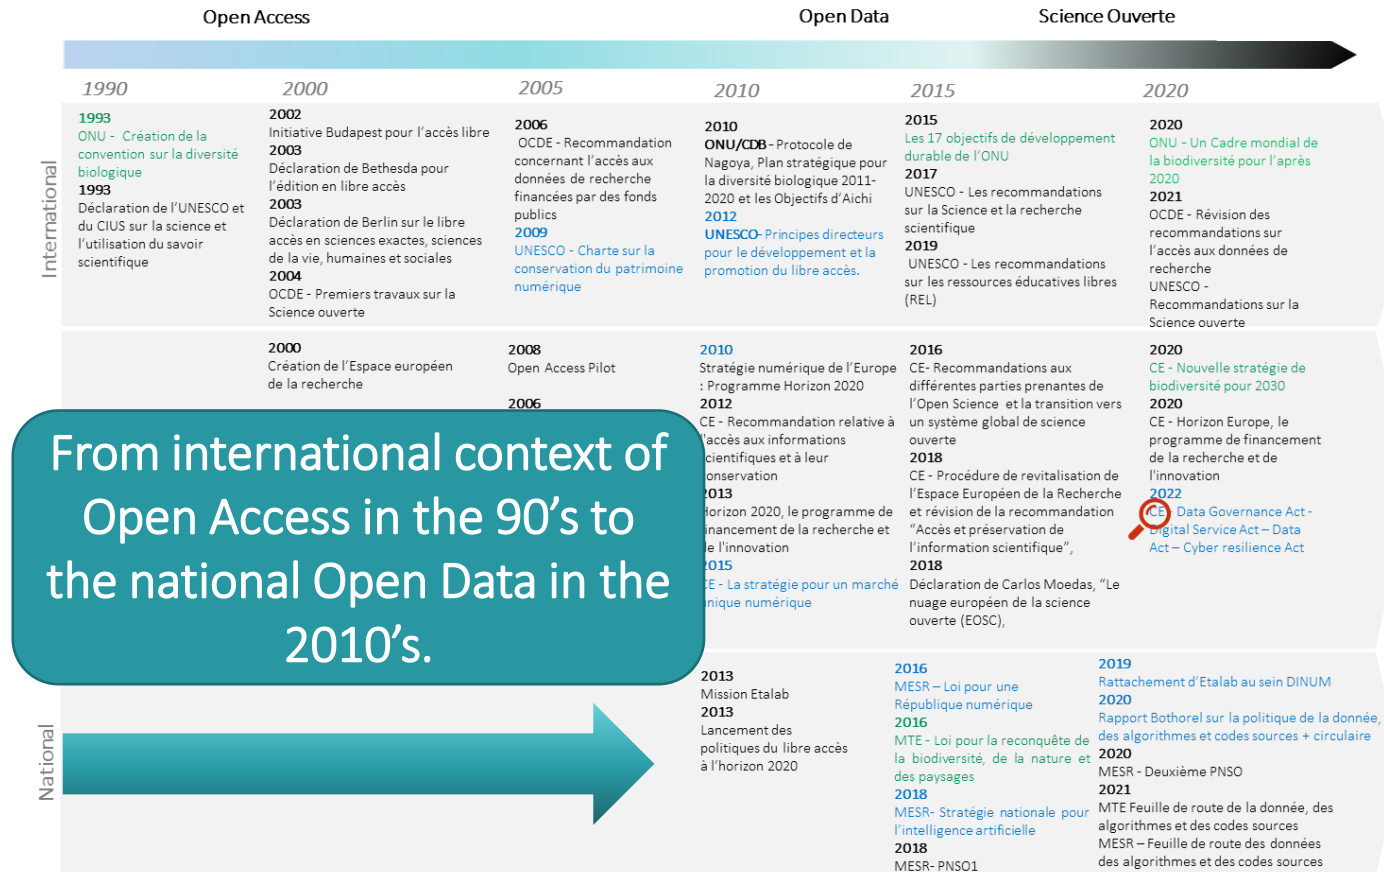 Open Access
Open Data
Science Ouverte
1990
2000
2005
2010
2015
2020
International
1993
ONU - Création de la
convention sur la diversité
biologique
1993
Déclaration de l'UNESCO et
du CIUS sur la science et
l'utilisation du savoir
scientifique
2002
Initiative Budapest pour l'accès libre
2003
Déclaration de Bethesda pour
l'édition en libre accès
2003
Déclaration de Berlin sur le libre
accès en sciences exactes, sciences
de la vie, humaines et sociales
2004
OCDE - Premiers travaux sur la
Science ouverte
2006
OCDE - Recommandation
concernant l'accès aux
données de recherche
financées par des fonds
publics
2009
UNESCO - Charte sur la
conservation du patrimoine
numérique
2010
ONU/CDB - Protocole de
Nagoya, Plan stratégique pour
la diversité biologique 2011-
2020 et les Objectifs d'Aichi
2012
UNESCO- Principes directeurs
pour le développement et la
promotion du libre accès.
2015
Les 17 objectifs de développement
durable de l'ONU
2017
UNESCO - Les recommandations
sur la Science et la recherche
scientifique
2019
UNESCO - Les recommandations
sur les ressources éducatives libres
(REL)
2020
ONU - Un Cadre mondial de
la biodiversité pour l'après
2020
2021
OCDE - Révision des
recommandations sur
l'accès aux données de
recherche
UNESCO -
Recommandations sur la
Science ouverte
2000
Création de l'Espace européen
de la recherche
2008
Open Access Pilot
2006
2010
Stratégie numérique de l'Europe
: Programme Horizon 2020
2012
CE - Recommandation relative à
l'accès aux informations
scientifiques et à leur
conservation
2013
Horizon 2020, le programme de
financement de la recherche et
de l'innovation
2015
CE - La stratégie pour un marché
unique numérique
2016
CE- Recommandations aux
différentes parties prenantes de
l'Open Science et la transition vers
un système global de science
ouverte
2018
CE - Procédure de revitalisation de
l'Espace Européen de la Recherche
et révision de la recommandation
"Accès et préservation de
l'information scientifique",
2018
Déclaration de Carlos Moedas, "Le
nuage européen de la science
ouverte (EOSC),
2020
CE - Nouvelle stratégie de
biodiversité pour 2030
2020
CE - Horizon Europe, le
programme de financement
de la recherche et de
l'innovation
2022
CE - Data Governance Act -
Digital Service Act – Data
Act – Cyber resilience Act
From international context of
Open Access in the 90's to
the national Open Data in the
2010's.
National
2013
Mission Etalab
2013
Lancement des
politiques du libre accès
à l'horizon 2020
2016
MESR – Loi pour une
République numérique
2016
MTE - Loi pour la reconquête de
la biodiversité, de la nature et
des paysages
2018
MESR- Stratégie nationale pour
l'intelligence artificielle
2018
MESR- PNSO1
2019
Rattachement d'Etalab au sein DINUM
2020
Rapport Bothorel sur la politique de la donnée,
des algorithmes et codes sources + circulaire
2020
MESR - Deuxième PNSO
2021
MTE Feuille de route de la donnée, des
algorithmes et des codes sources
MESR – Feuille de route des données
des algorithmes et des codes sources